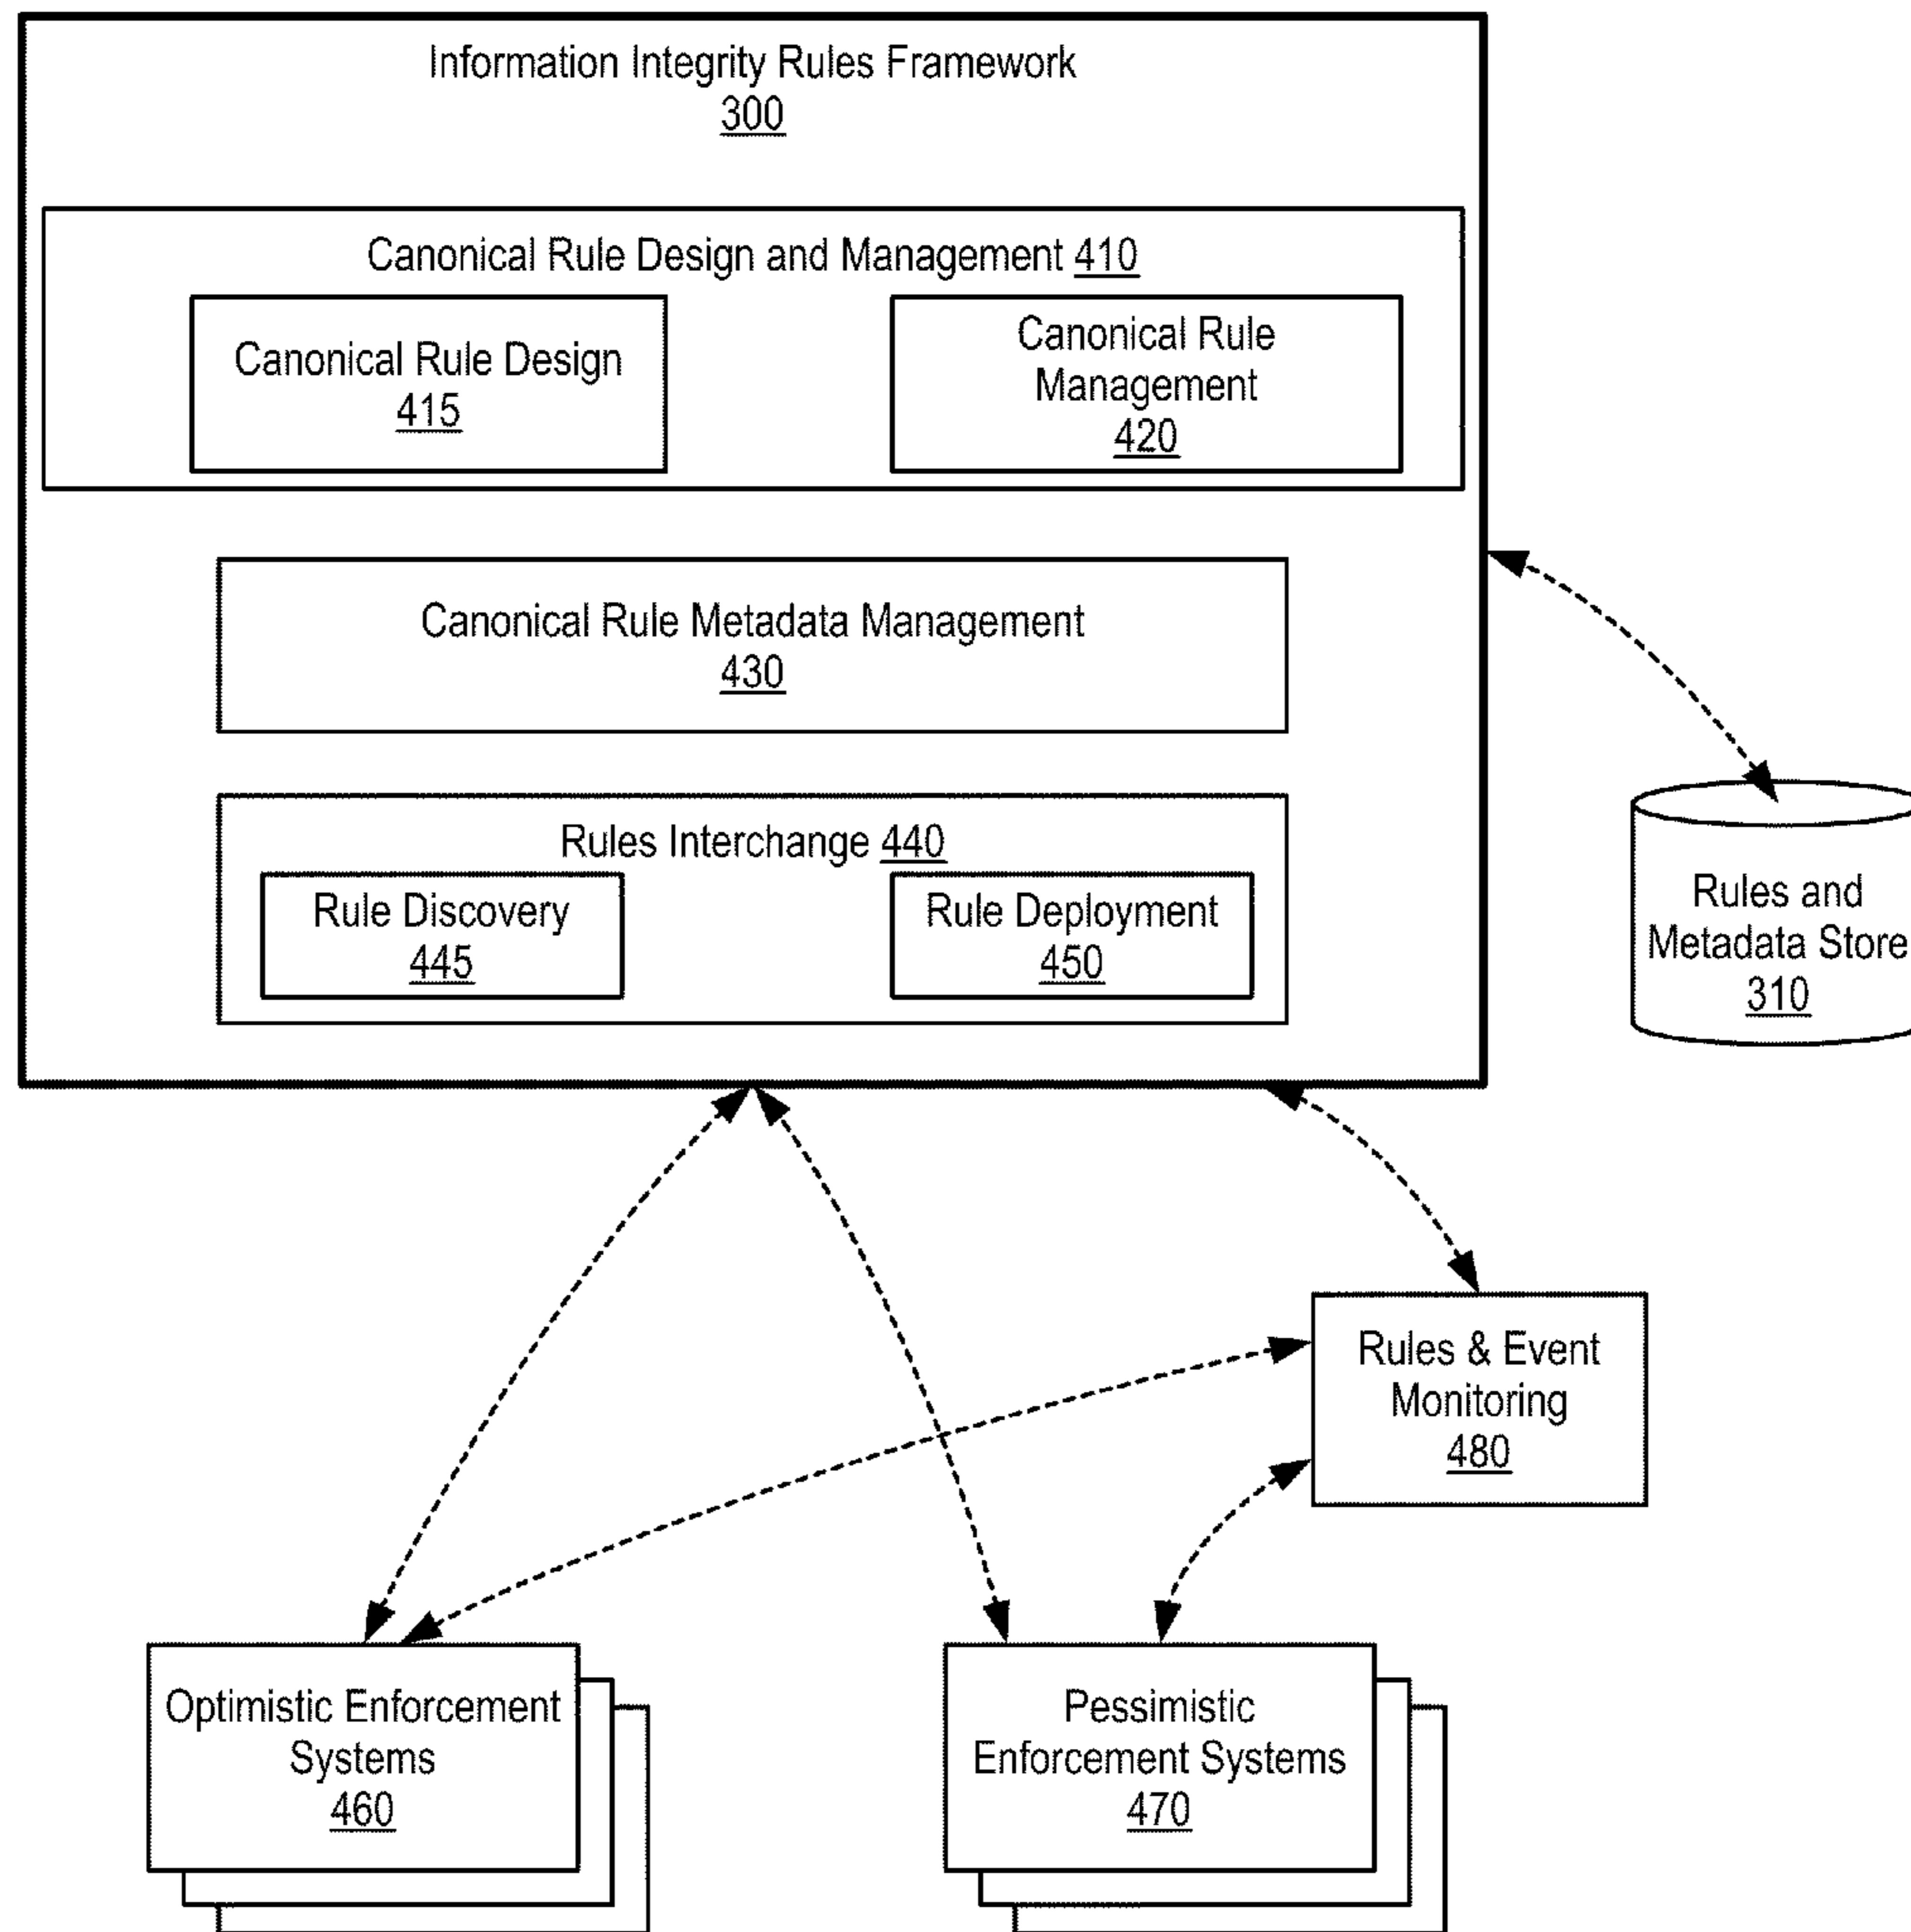 Information Integrity Rules Framework
300
Canonical Rule Design and Management 410
Canonical Rule Design
415
Canonical Rule
Management
420
Canonical Rule Metadata Management
430
Rules Interchange 440
Rule Discovery
445
Rule Deployment
450
Rules and
Metadata Store
310
Rules & Event
Monitoring
480
Optimistic Enforcement
Systems
460
Pessimistic
Enforcement Systems
470